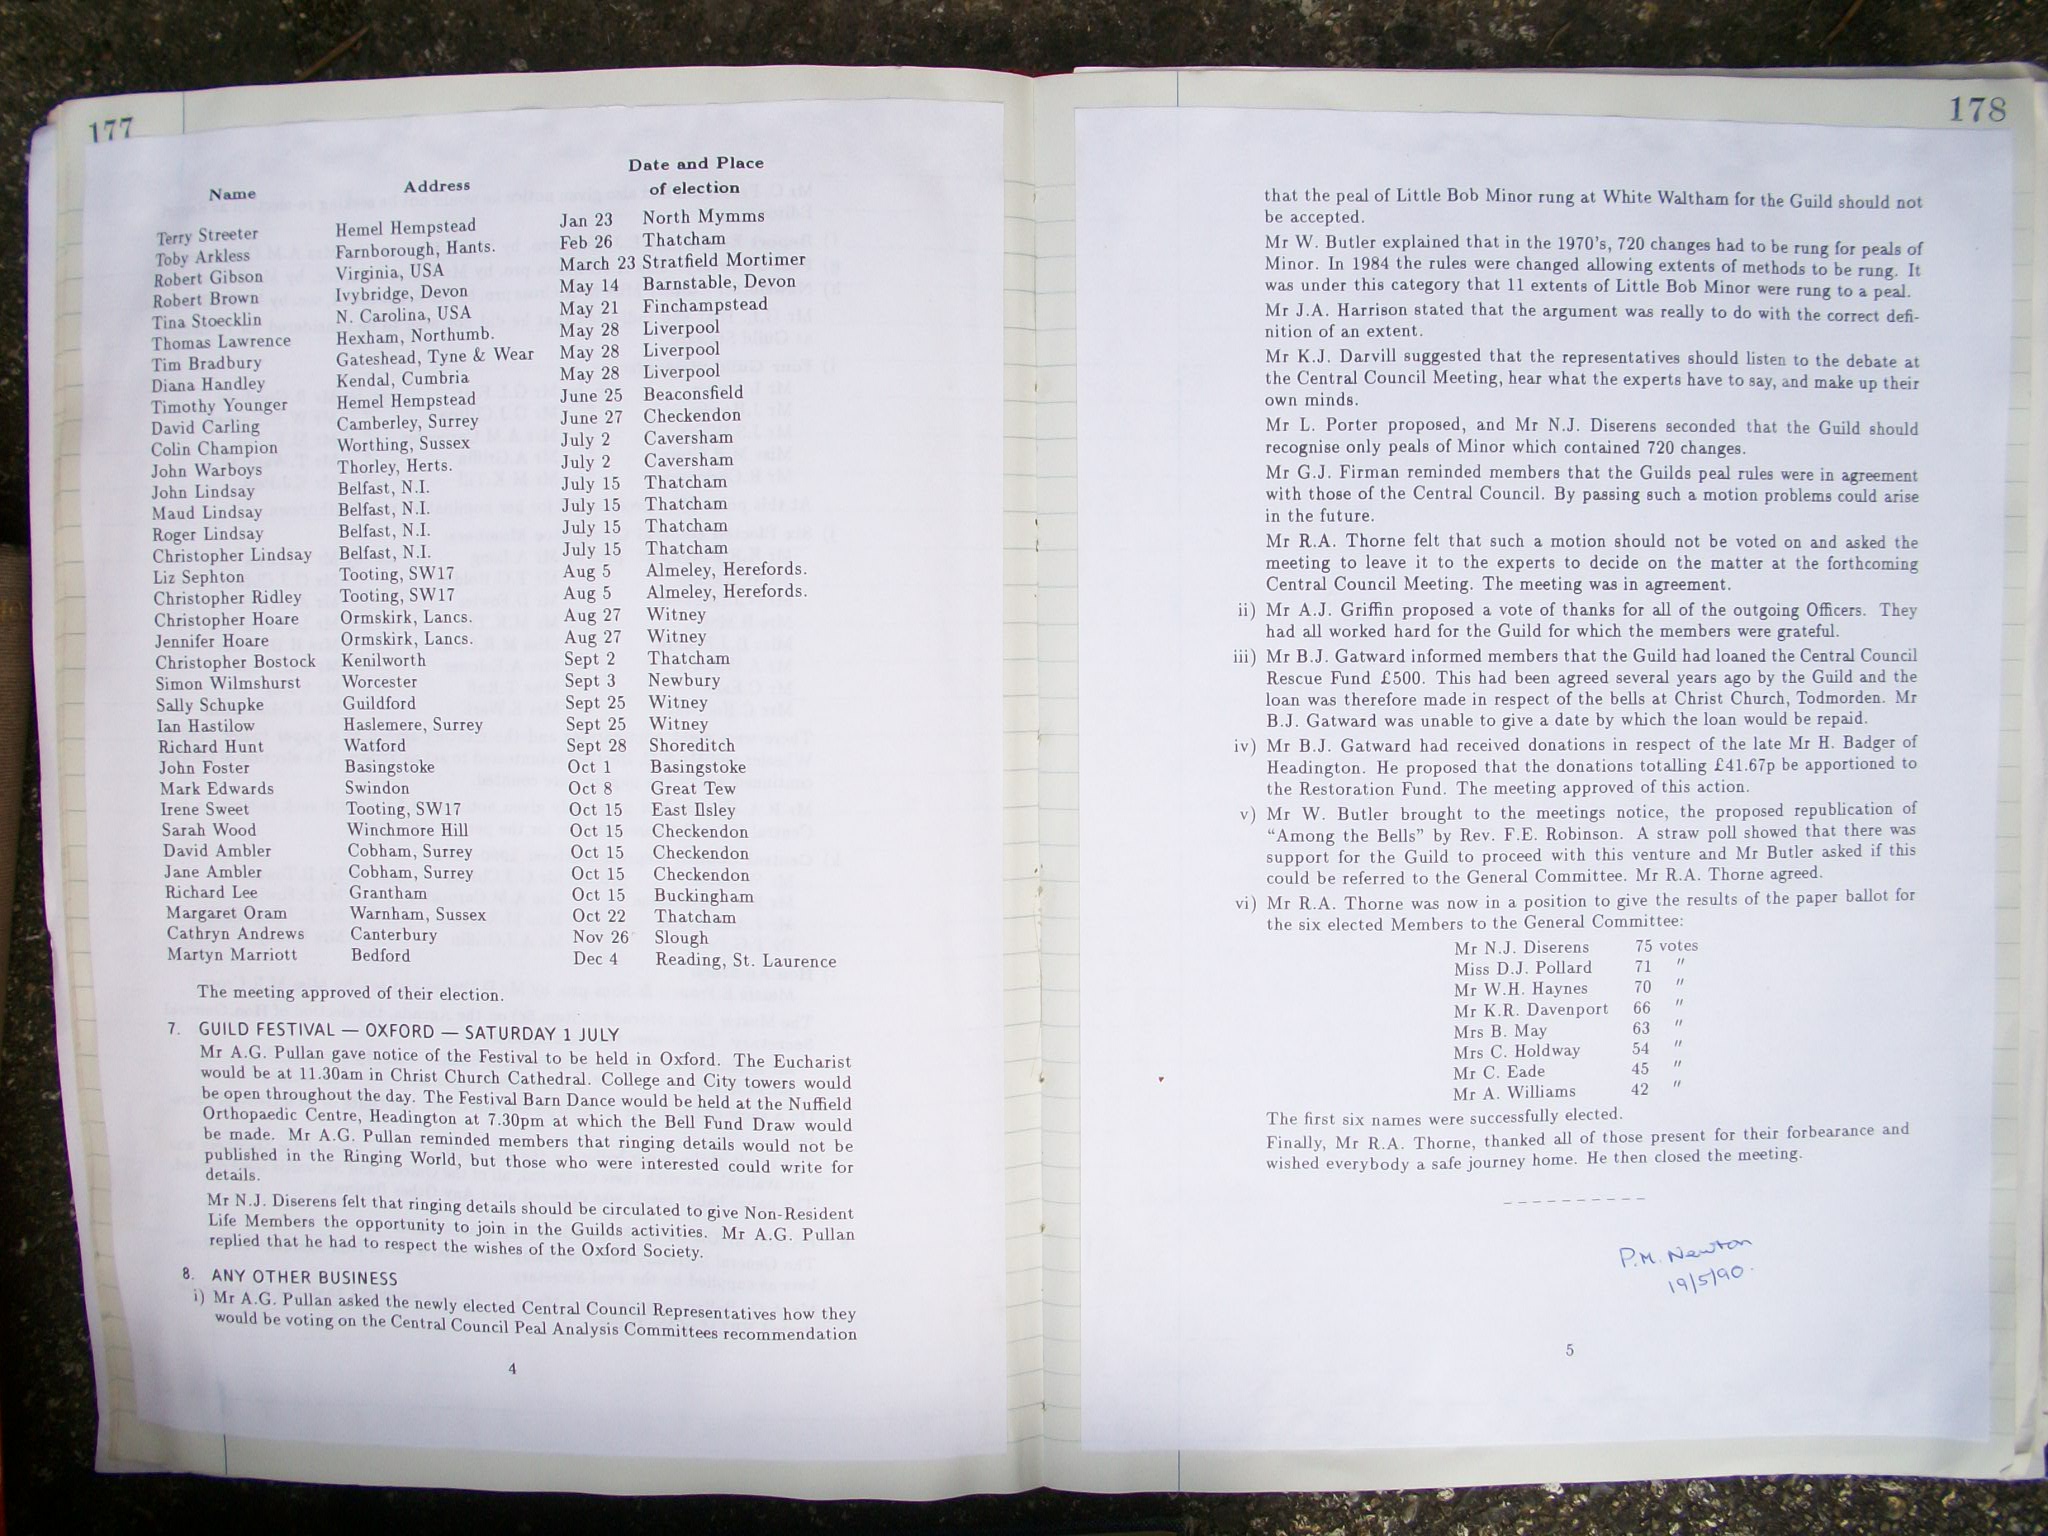 177
Date and Place
Name Address of election
Terry Streeter Hemel Hempstead Jan 23 North Mymms
Toby Arkless Farnborough, Hants. Feb 26 Thatcham
Robert Gibson Virginia, USA March 23 Stratfield Mortimer
Robert Brown Ivybridge, Devon May 14 Barnstable, Devon
Tina Stoecklin N. Carolina, USA May 21 Finchampstead
Thomas Lawrence Hexham, Northumb. May 28 Liverpool
Tim Bradbury Gateshead, Tyne & Wear May 28 Liverpool
Diana Handley Kendal, Cumbria May 28 Liverpool
Timothy Younger Hemel Hempstead June 25 Beaconsfield
David Carling Camberley, Surrey June 27 Checkendon
Colin Champion Worthing, Sussex July 2 Caversham
John Warboys Thorley, Herts. July 2 Caversham
John Lindsay Belfast, N.I. July 15 Thatcham
Maud Lindsay Belfast, N.I. July 15 Thatcham
Roger Lindsay Belfast, N.I. July 15 Thatcham
Christopher Lindsay Belfast, N.I. July 15 Thatcham
Liz Sephton Tooting, SW17 Aug 5 Almeley, Herefords.
Christopher Ridley Tooting, SW17 Aug 5 Almeley, Herefords.
Christopher Hoare Ormskirk, Lancs. Aug 27 Witney
Jennifer Hoare Ormskirk, Lancs. Aug 27 Witney
Christopher Bostock Kenilworth Sept 2 Thatcham
Simon Wilmshurst Worcester Sept 3 Newbury
Sally Schupke Guildford Sept 25 Witney
Ian Hastilow Haslemere, Surrey Sept 25 Witney
Richard Hunt Watford Sept 28 Shoreditch
John Foster Basingstoke Oct 1 Basingstoke
Mark Edwards Swindon Oct 8 Great Tew
Irene Sweet Tooting, SW17 Oct 15 East Ilsley
Sarah Wood Winchmore Hill Oct 15 Checkendon
David Ambler Cobham, Surrey Oct 15 Checkendon
Jane Ambler Cobham, Surrey Oct 15 Checkendon
Richard Lee Grantham Oct 15 Buckingham
Margaret Oram Warnham, Sussex Oct 22 Thatcham
Cathryn Andrews Canterbury Nov 26 Slough
Martyn Marriott Bedford Dec 4 Reading, St. Laurence
The meeting approved of their election.
7. GUILD FESTIVAL — OXFORD — SATURDAY 1 JULY
Mr A.G. Pullan gave notice of the Festival to be held in Oxford. The Eucharist
would be at 11.30am in Christ Church Cathedral. College and City towers would
be open throughout the day. The Festival Barn Dance would be held at the Nuffield
Orthopaedic Centre, Headington at 7.30pm at which the Bell Fund Draw would
be made. Mr A.G. Pullan reminded members that ringing details would not be
published in the Ringing World, but those who were interested could write for
details.
Mr N.J. Diserens felt that ringing details should be circulated to give Non-Resident
Life Members the opportunity to join in the Guilds activities. Mr A.G. Pullan
replied that he had to respect the wishes of the Oxford Society.
8. ANY OTHER BUSINESS
i) Mr A.G. Pullan asked the newly elected Central Council Representatives how they
would be voting on the Central Council Peal Analysis Committees recommendation
4
178
that the peal of Little Bob Minor rung at White Waltham for the Guild should not
be accepted.
Mr W. Butler explained that in the 1970's, 720 changes had to be rung for peals of
Minor. In 1984 the rules were changed allowing extents of methods to be rung. It
was under this category that 11 extents of Little Bob Minor were rung to a peal.
Mr J.A. Harrison stated that the argument was really to do with the correct defi-
nition of an extent.
Mr K.J. Darvill suggested that the representatives should listen to the debate at
the Central Council Meeting, hear what the experts have to say, and make up their
own minds.
Mr L. Porter proposed, and Mr N.J. Diserens seconded that the Guild should
recognise only peals of Minor which contained 720 changes.
Mr G.J. Firman reminded members that the Guilds peal rules were in agreement
with those of the Central Council. By passing such a motion problems could arise
in the future.
Mr R.A. Thorne felt that such a motion should not be voted on and asked the
meeting to leave it to the experts to decide on the matter at the forthcoming
Central Council Meeting. The meeting was in agreement.
ii) Mr A.J. Griffin proposed a vote of thanks for all of the outgoing Officers. They
had all worked hard for the Guild for which the members were grateful.
iii) Mr B.J. Gatward informed members that the Guild had loaned the Central Council
Rescue Fund £500. This had been agreed several years ago by the Guild and the
loan was therefore made in respect of the bells at Christ Church, Todmorden. Mr
B.J. Gatward was unable to give a date by which the loan would be repaid.
iv) Mr B.J. Gatward had received donations in respect of the late Mr H. Badger of
Headington. He proposed that the donations totalling £41.67p be apportioned to
the Restoration Fund. The meeting approved of this action.
v) Mr W. Butler brought to the meetings notice, the proposed republication of
"Among the Bells" by Rev. F.E. Robinson. A straw poll showed that there was
support for the Guild to proceed with this venture and Mr Butler asked if this
could be referred to the General Committee. Mr R.A. Thorne agreed.
vi) Mr R.A. Thorne was now in a position to give the results of the paper ballot for
the six elected Members to the General Committee:
Mr N.J. Diserens 75 votes
Miss D.J. Pollard 71 "
Mr W.H. Haynes 70 "
Mr K.R. Davenport 66 "
Mrs B. May 63 "
Mrs C. Holdway 54 "
Mr C. Eade 45 "
Mr A. Williams 42 "
The first six names were successfully elected.
Finally, Mr R.A. Thorne, thanked all of those present for their forbearance and
wished everybody a safe journey home. He then closed the meeting.
P.M. Newton
19/5/90.
5